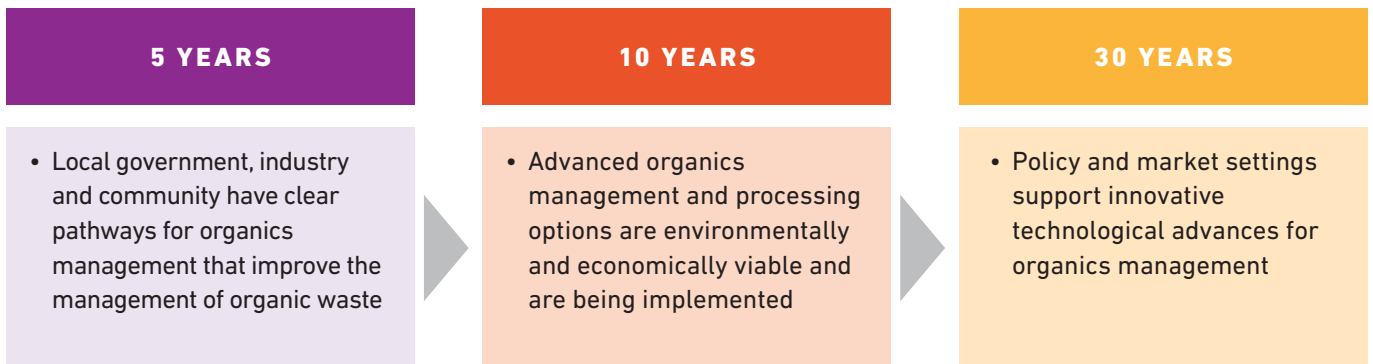 5 YEARS
• Local government, industry
and community have clear
pathways for organics
management that improve the
management of organic waste
10 YEARS
• Advanced organics
management and processing
options are environmentally
and economically viable and
are being implemented
30 YEARS
• Policy and market settings
support innovative
technological advances for
organics management